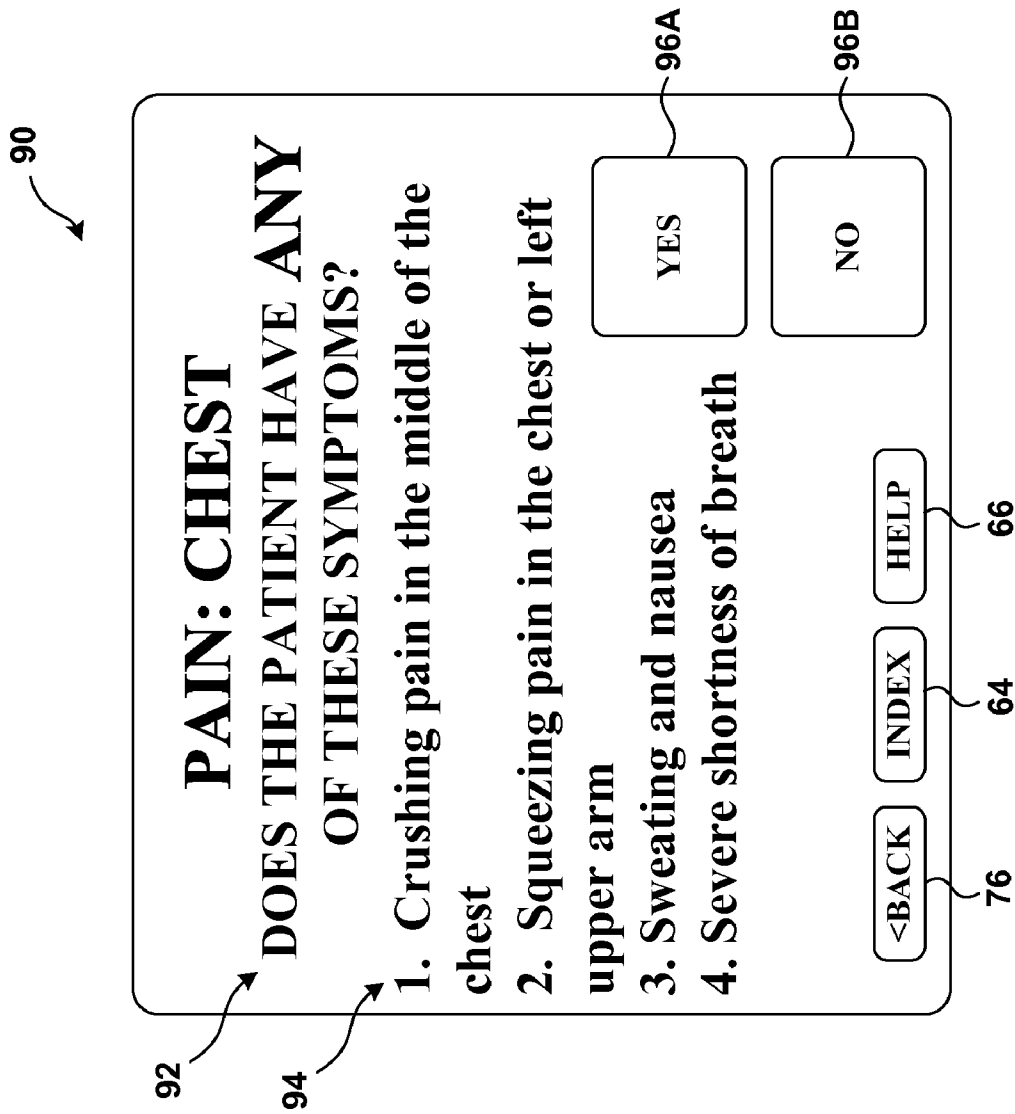 90
PAIN: CHEST
92
DOES THE PATIENT HAVE ANY
OF THESE SYMPTOMS?
94
1. Crushing pain in the middle of the
chest
2. Squeezing pain in the chest or left
upper arm
3. Sweating and nausea
4. Severe shortness of breath
YES
96A
NO
96B
<BACK
INDEX
HELP
76
64
66